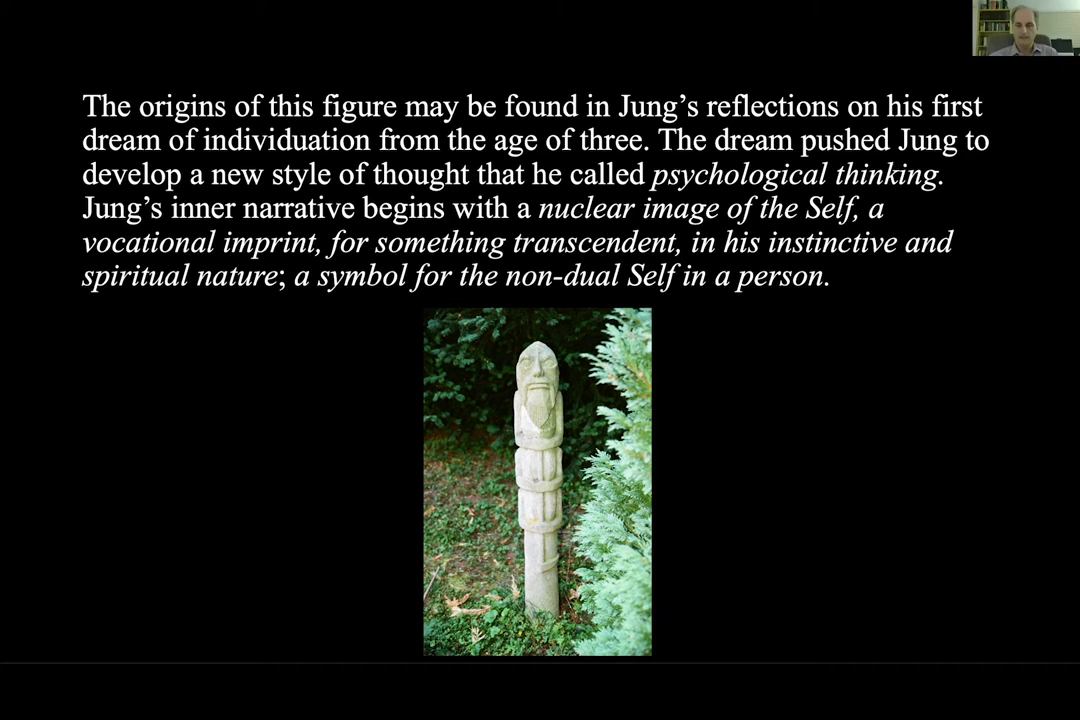 The origins of this figure may be found in Jung’s reflections on his first
dream of individuation from the age of three. The dream pushed Jung to
develop a new style of thought that he called psychological thinking.
Jung’s inner narrative begins with a nuclear image of the Self, a
vocational imprint, for something transcendent, in his instinctive and
spiritual nature; a symbol for the non-dual Self in a person.